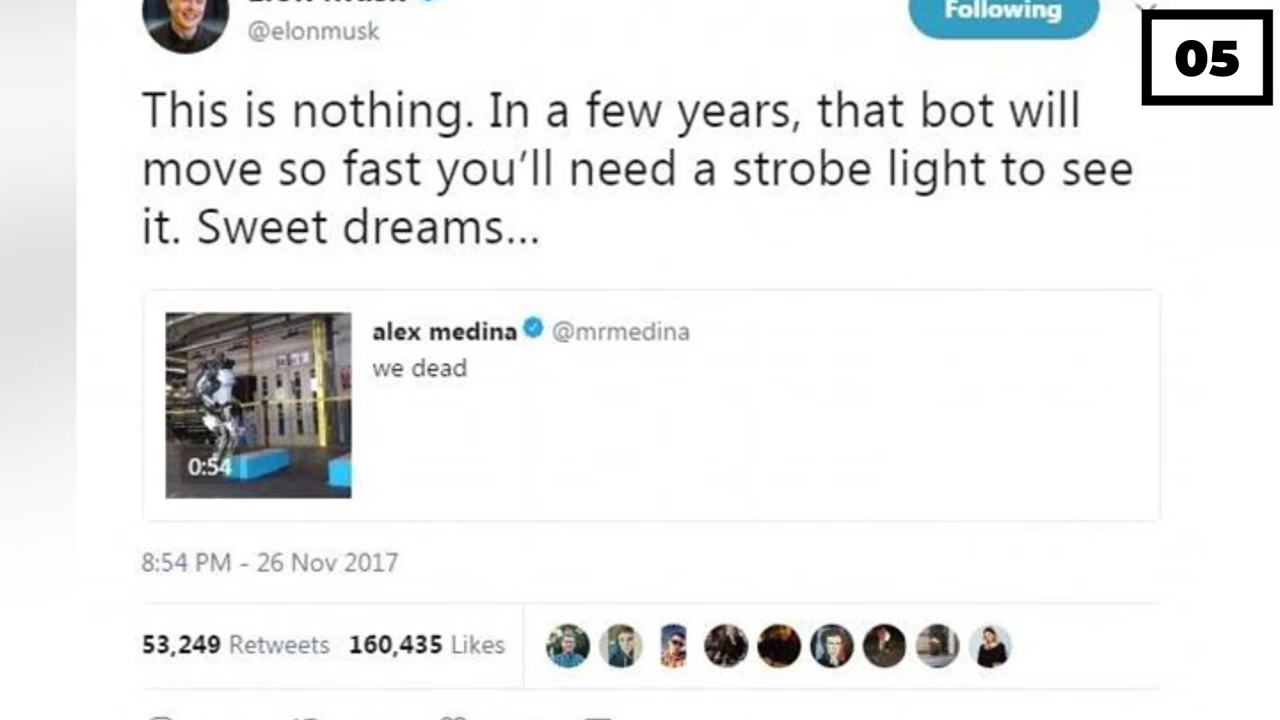 Elon Musk
@elonmusk
Following
05
This is nothing. In a few years, that bot will
move so fast you’ll need a strobe light to see
it. Sweet dreams...
alex medina @mrmedina
we dead
0:54
8:54 PM - 26 Nov 2017
53,249 Retweets 160,435 Likes